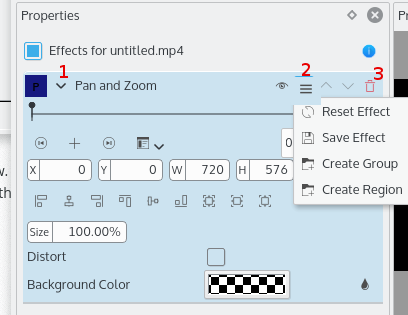 Properties
Effects for untitled.mp4
1
2
3
P
Pan and Zoom
Reset Effect
0
Save Effect
X 0 Y 0 W 720 H 576
Create Group
Create Region
Size 100.00%
Distort
Background Color
w.
th